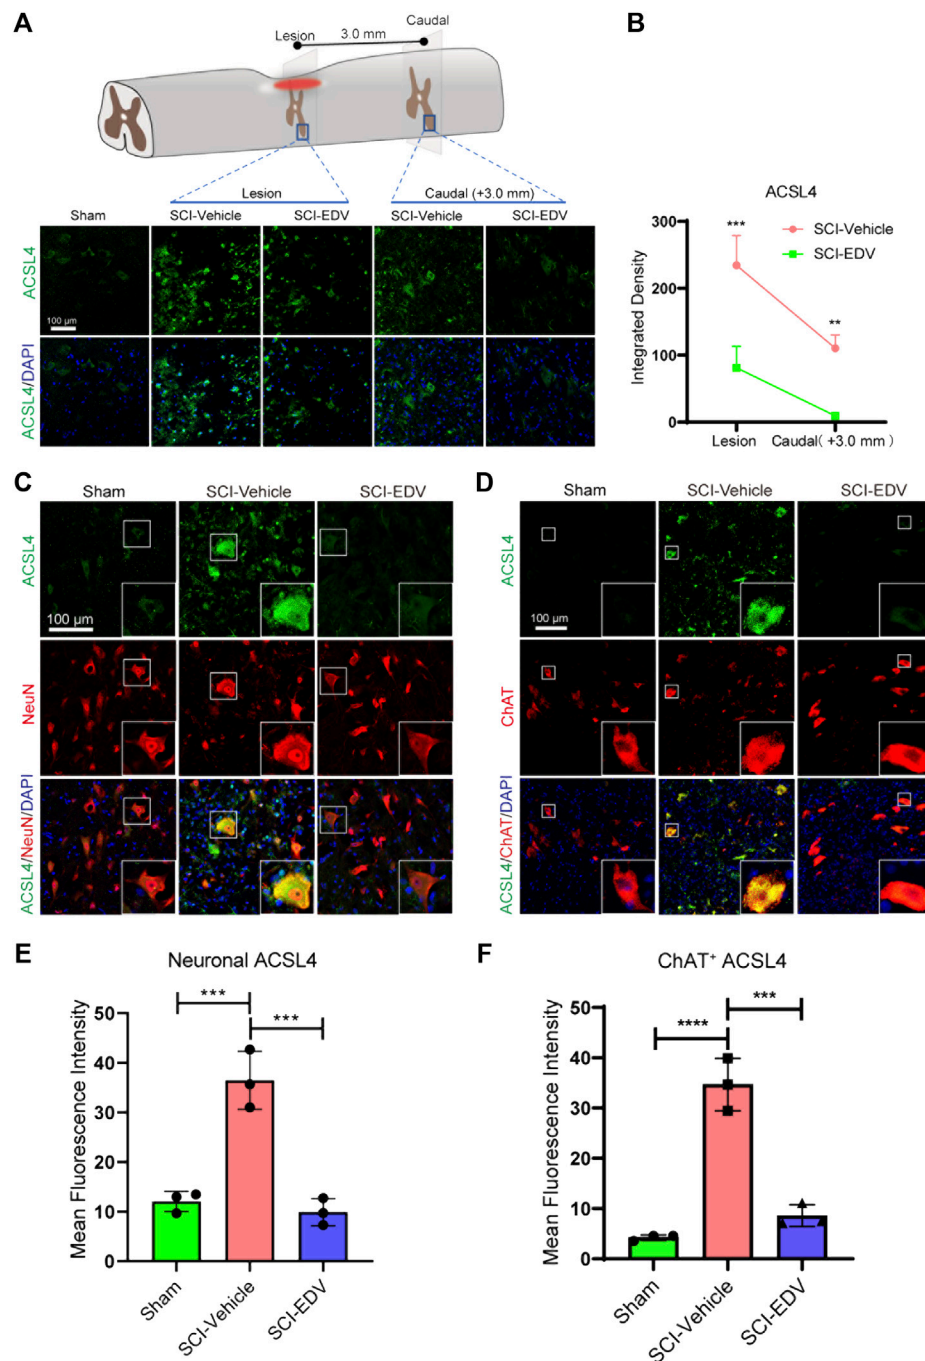 A
Lesion
3.0 mm
Caudal
Lesion
Caudal (+3.0 mm)
Sham
SCI-Vehicle
SCI-EDV
SCI-Vehicle
SCI-EDV
ACSL4
100 µm
ACSL4/DAPI
B
ACSL4
SCI-Vehicle
SCI-EDV
Integrated Density
300
200
100
0
***
**
Lesion
Caudal( +3.0 mm )
C
Sham
SCI-Vehicle
SCI-EDV
ACSL4
100 µm
NeuN
ACSL4/NeuN/DAPI
D
Sham
SCI-Vehicle
SCI-EDV
ACSL4
100 µm
ChAT
ACSL4/ChAT/DAPI
E
Neuronal ACSL4
Mean Fluorescence Intensity
50
40
30
20
10
0
***
***
Sham
SCI-Vehicle
SCI-EDV
F
ChAT⁺ ACSL4
Mean Fluorescence Intensity
50
40
30
20
10
0
****
***
Sham
SCI-Vehicle
SCI-EDV